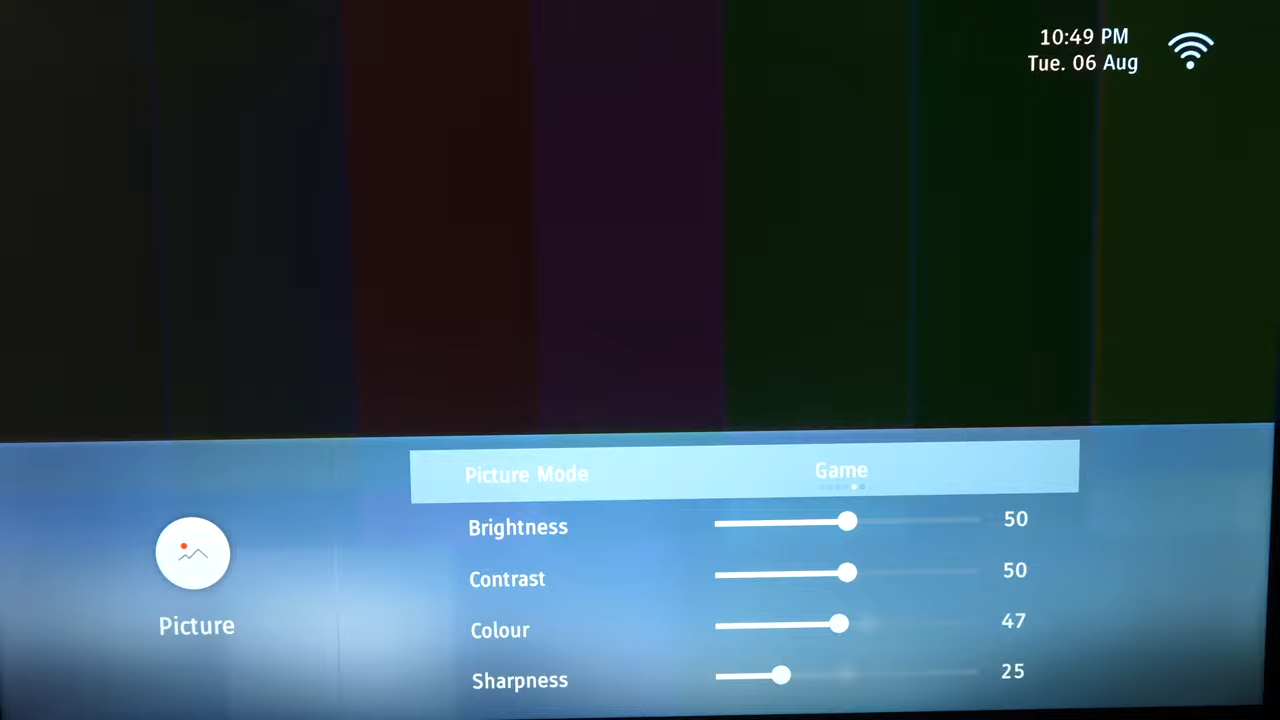 10:49 PM
Tue. 06 Aug
Picture Mode Game
Brightness 50
Contrast 50
Colour 47
Sharpness 25
Picture